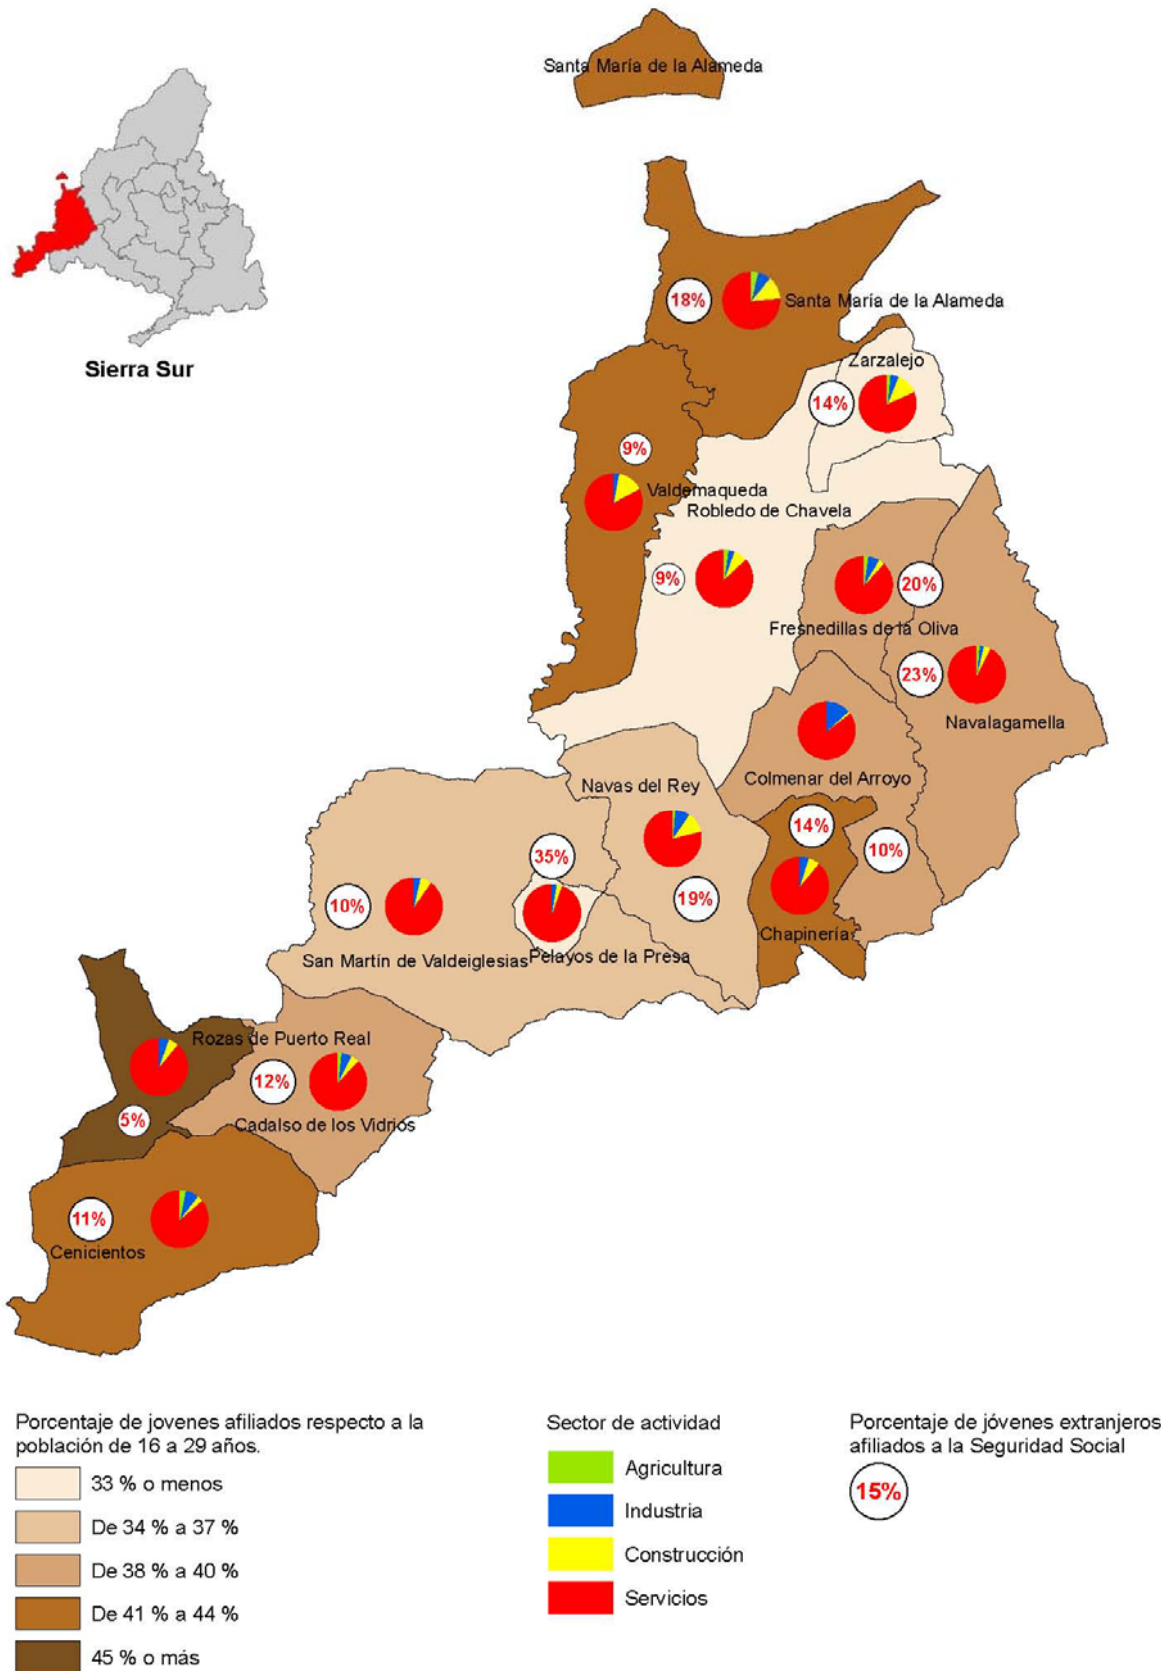 Santa María de la Alameda
Sierra Sur
18%
Santa María de la Alameda
Zarzalejo
14%
9%
Valdemaqueda
Robledo de Chavela
9%
20%
Fresnedillas de la Oliva
23%
Navalagamella
Colmenar del Arroyo
Navas del Rey
14%
10%
35%
19%
10%
Chapinería
San Martín de Valdeiglesias
Pelayos de la Presa
Rozas de Puerto Real
12%
5%
Cadalso de los Vidrios
11%
Cenicientos
Porcentaje de jovenes afiliados respecto a la
población de 16 a 29 años.
33 % o menos
De 34 % a 37 %
De 38 % a 40 %
De 41 % a 44 %
45 % o más
Sector de actividad
Agricultura
Industria
Construcción
Servicios
Porcentaje de jóvenes extranjeros
afiliados a la Seguridad Social
15%